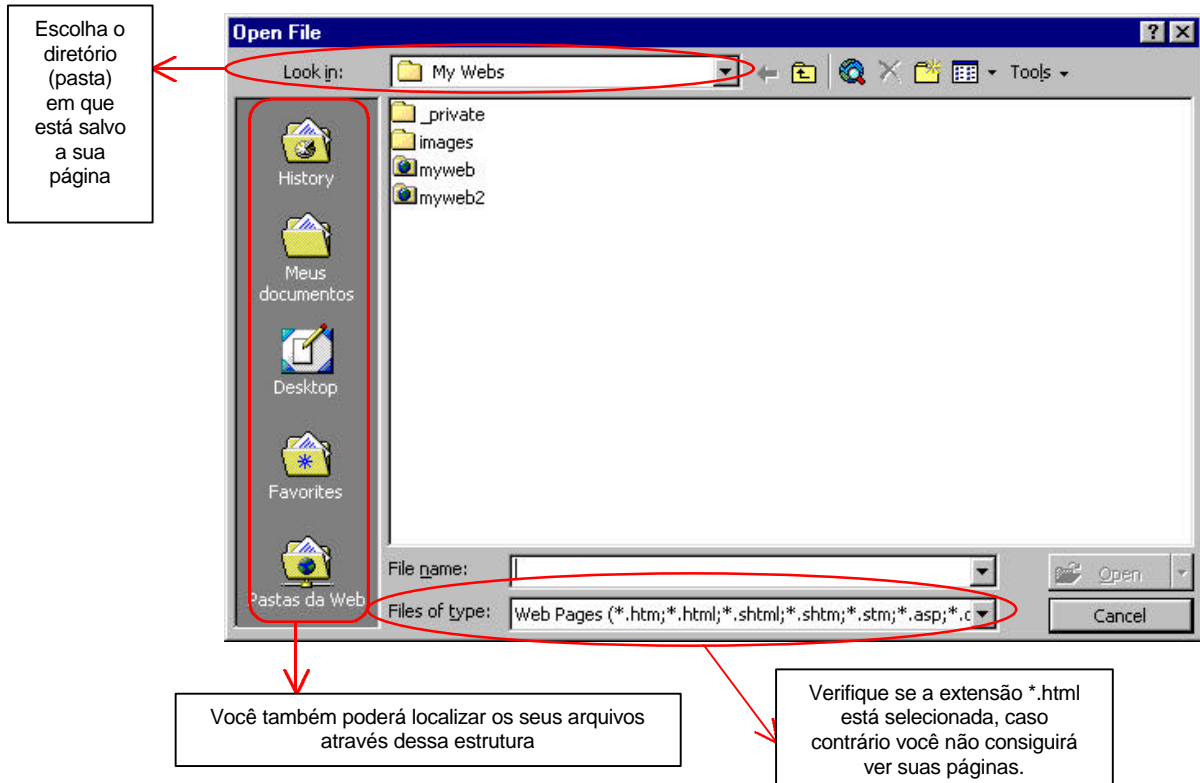 Escolha o
diretório
(pasta)
em que
está salvo
a sua
página
Open File
Look in:
My Webs
Tools
History
Meus
documentos
Desktop
Favorites
Pastas da Web
_private
images
myweb
myweb2
File name:
Open
Files of type:
Web Pages (*.htm;*.html;*.shtml;*.shtm;*.stm;*.asp;*.c
Cancel
Você também poderá localizar os seus arquivos
através dessa estrutura
Verifique se a extensão *.html
está selecionada, caso
contrário você não consiguirá
ver suas páginas.